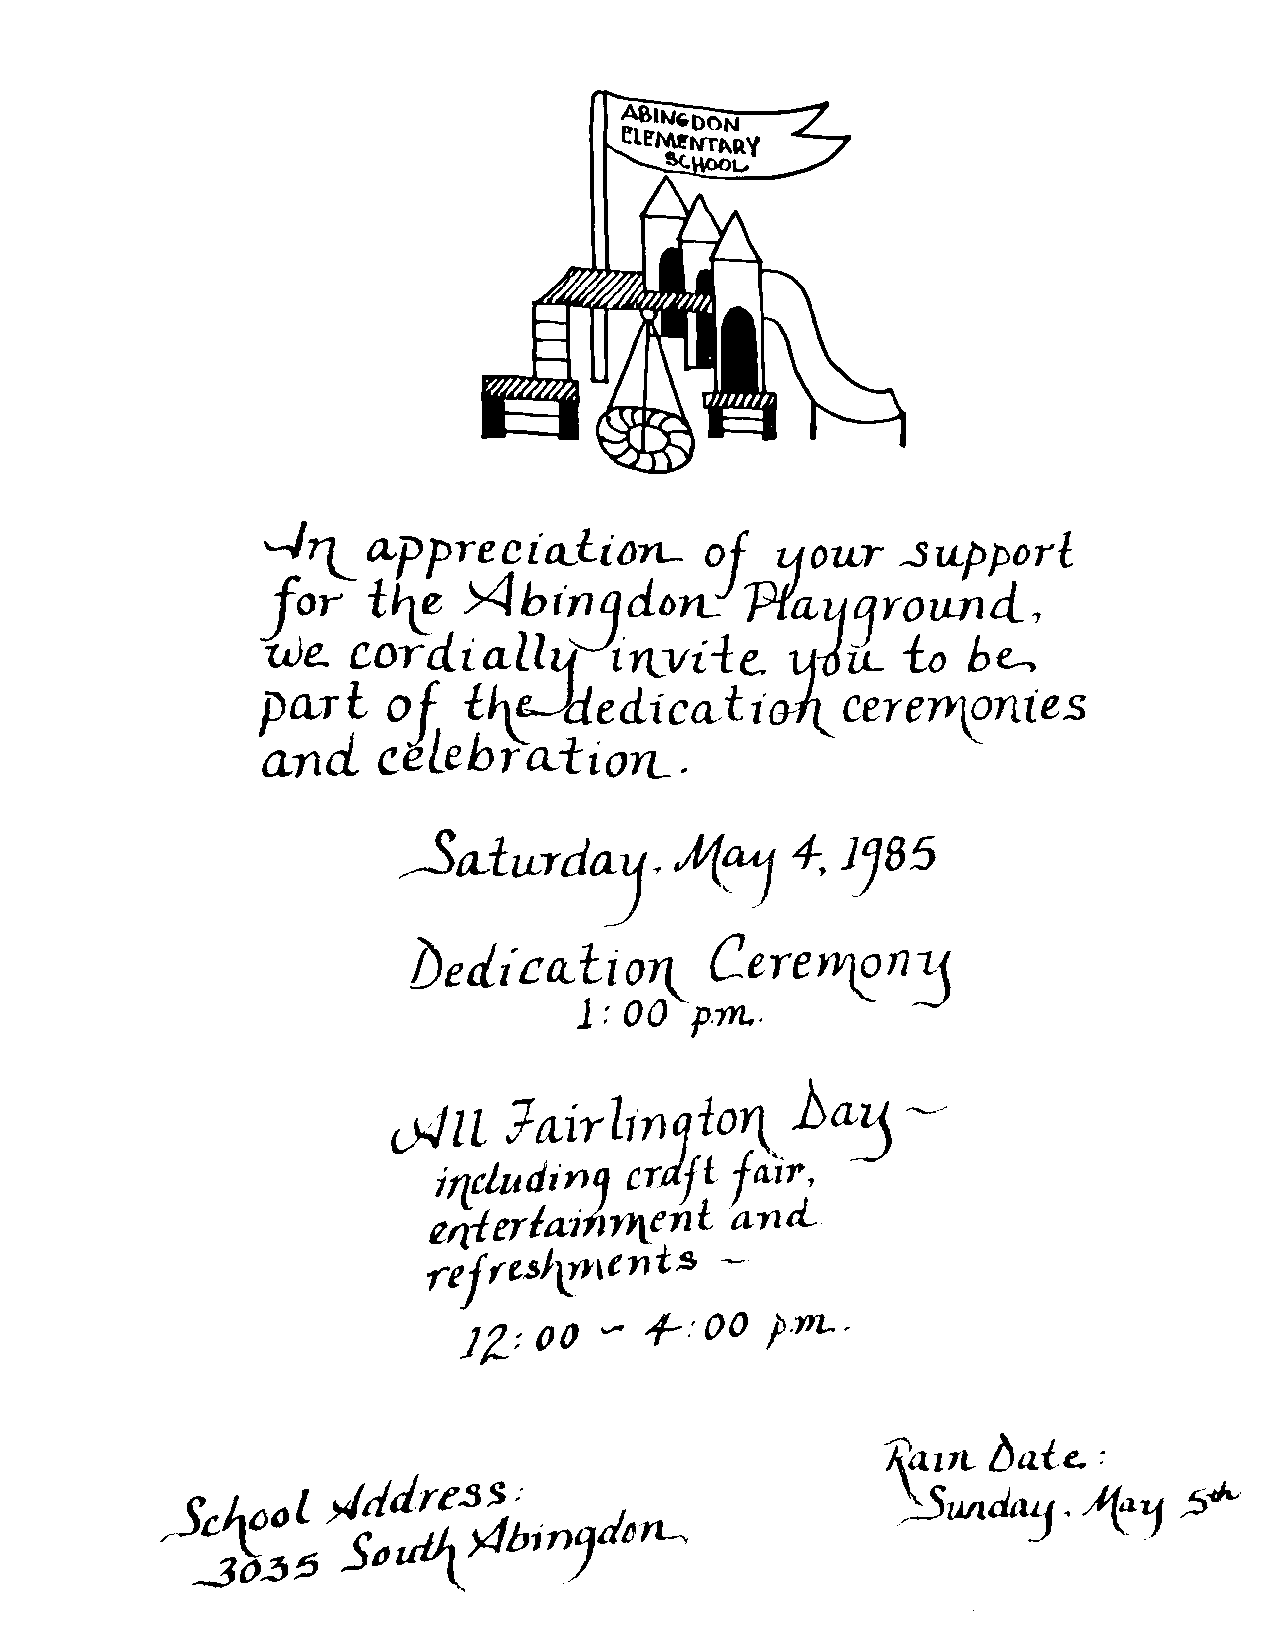 ABINGDON
ELEMENTARY
SCHOOL
In appreciation of your support
for the Abingdon Playground,
we cordially invite you to be
part of the dedication ceremonies
and celebration.
Saturday, May 4, 1985
Dedication Ceremony
1:00 p.m.
All Fairlington Day ~
including craft fair,
entertainment and
refreshments ~
12:00 ~ 4:00 p.m.
School Address:
3035 South Abingdon
Rain Date:
Sunday, May 5th